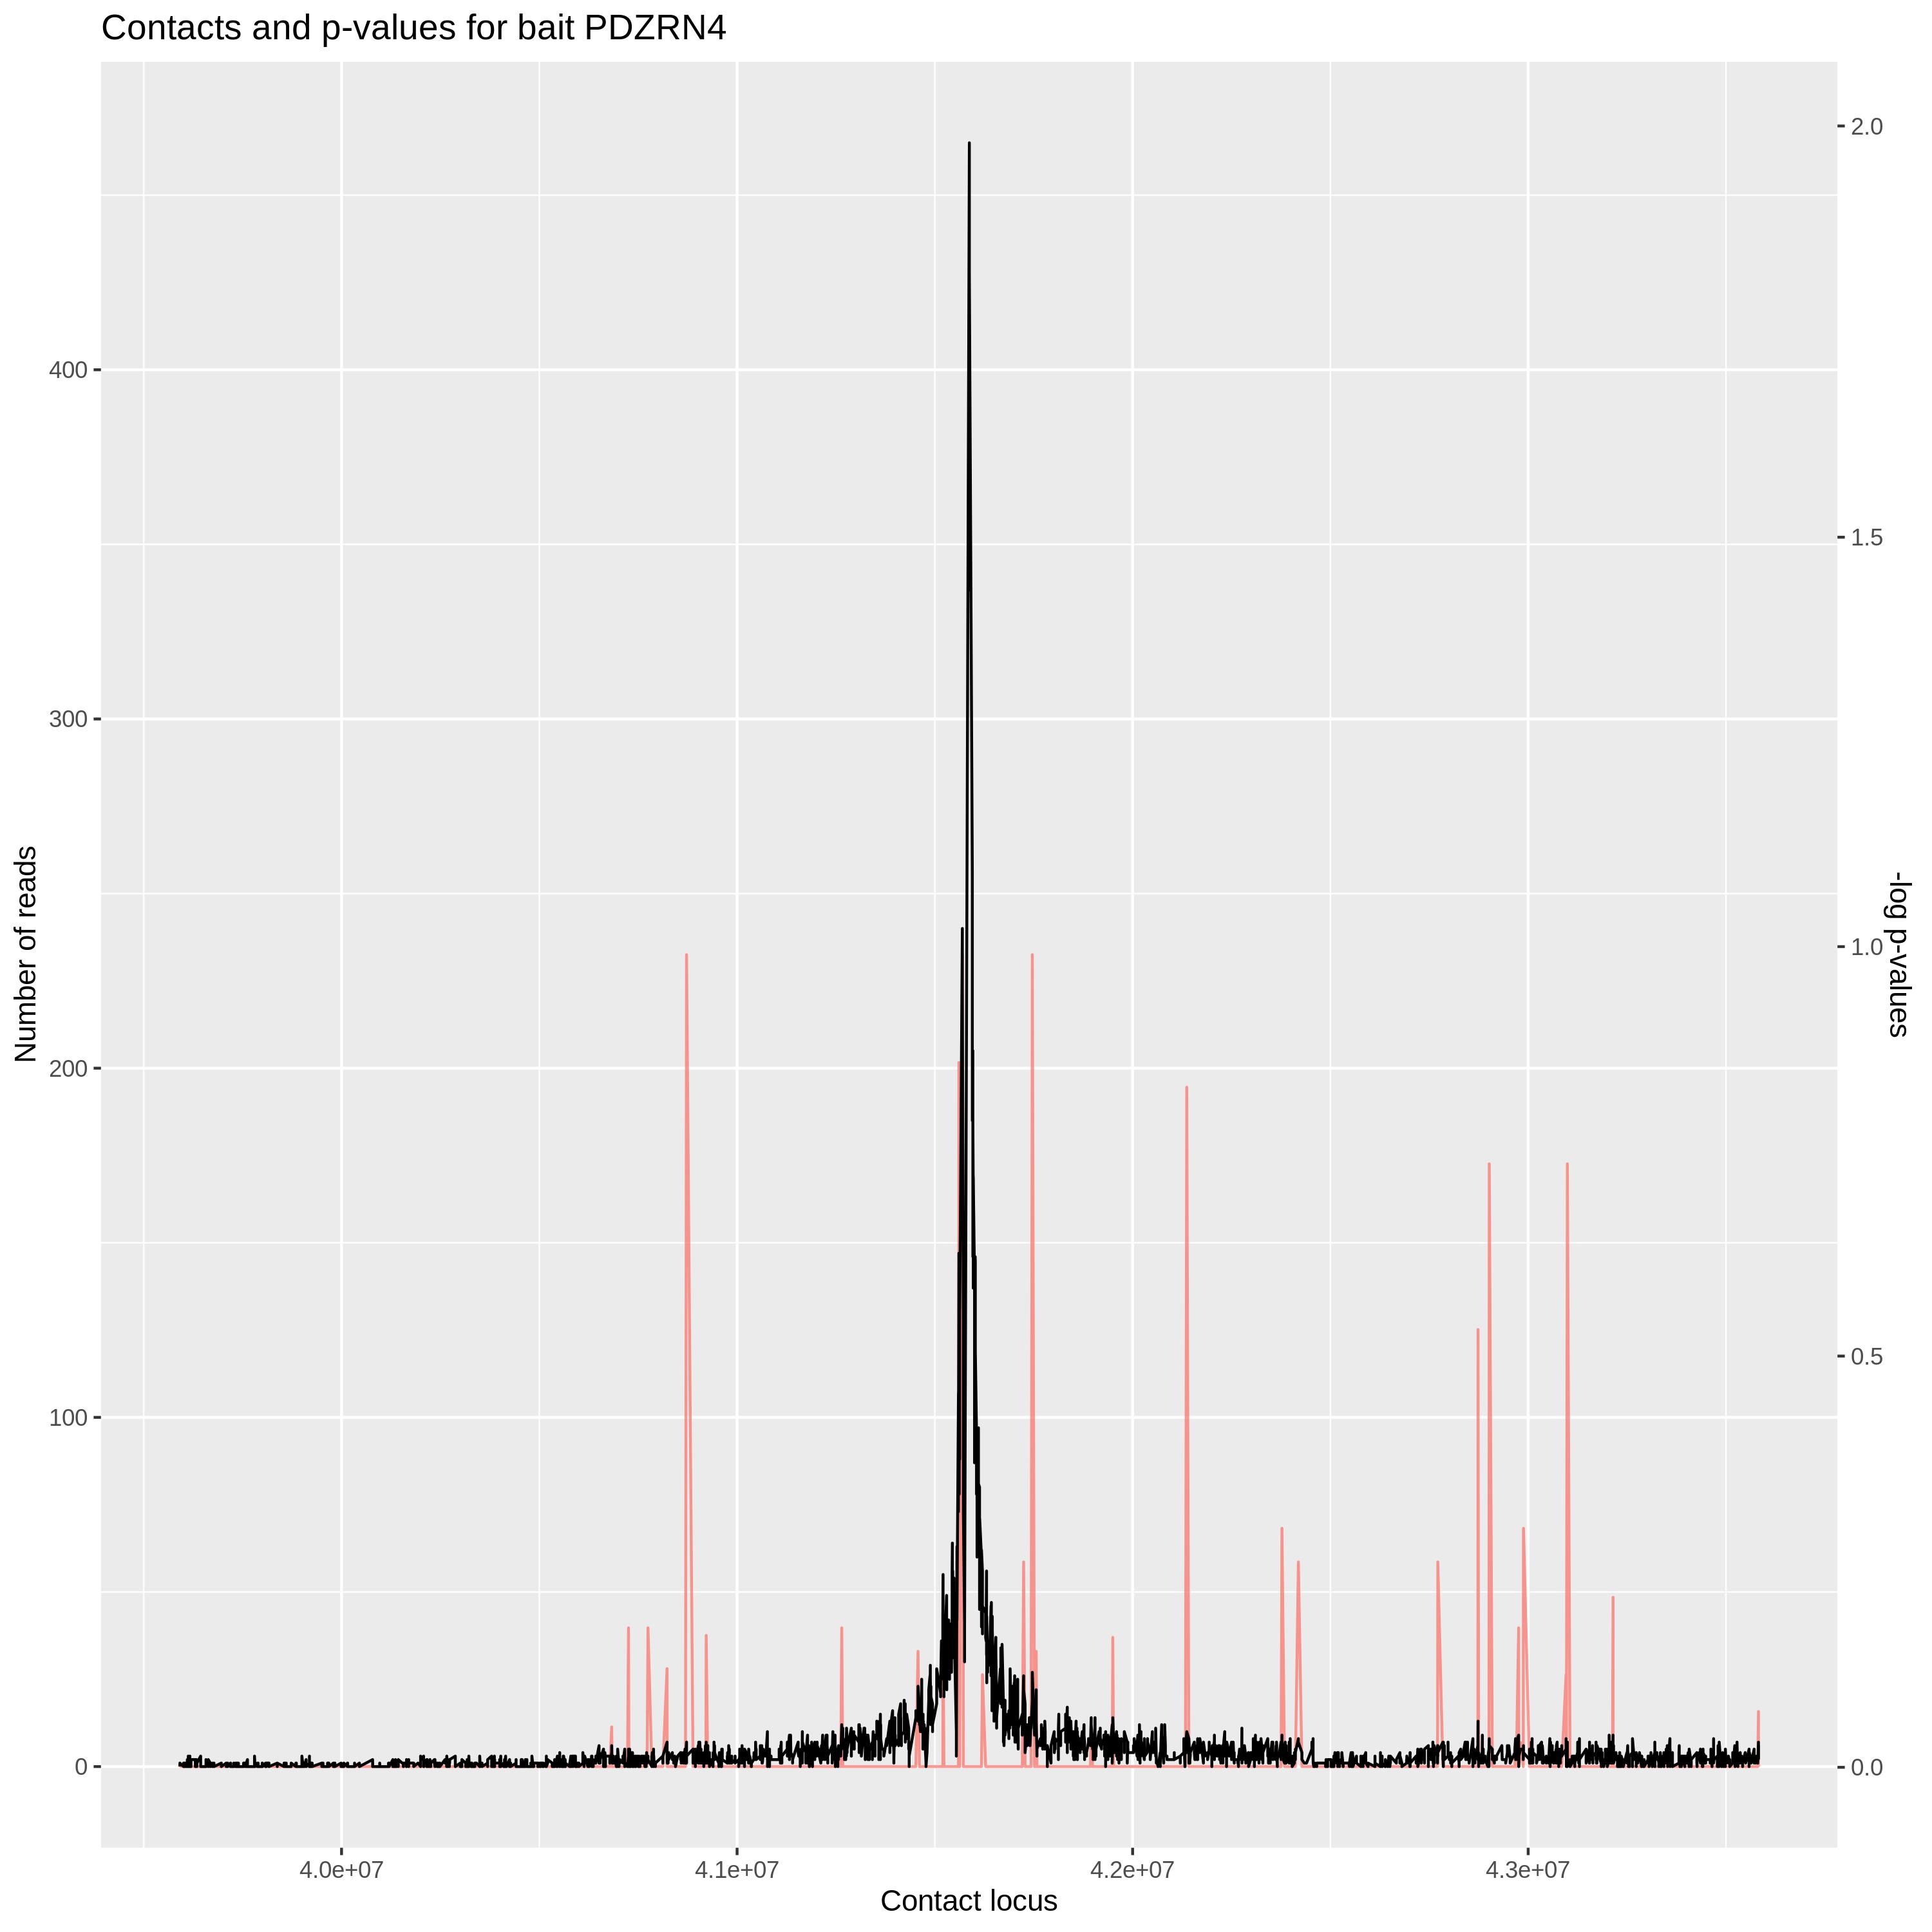 Contacts and p-values for bait PDZRN4
Number of reads
400
300
200
100
0
2.0
1.5
1.0
0.5
0.0
-log p-values
4.0e+07
4.1e+07
4.2e+07
4.3e+07
Contact locus